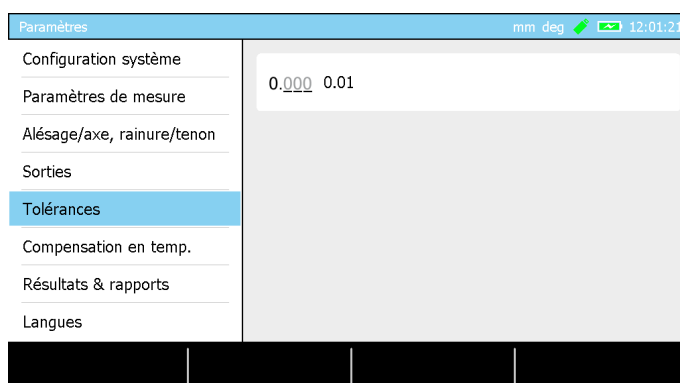 Paramètres mm deg 12:01:21
Configuration système
Paramètres de mesure
Alésage/axe, rainure/tenon
Sorties
Tolérances
Compensation en temp.
Résultats & rapports
Langues
0.000 0.01